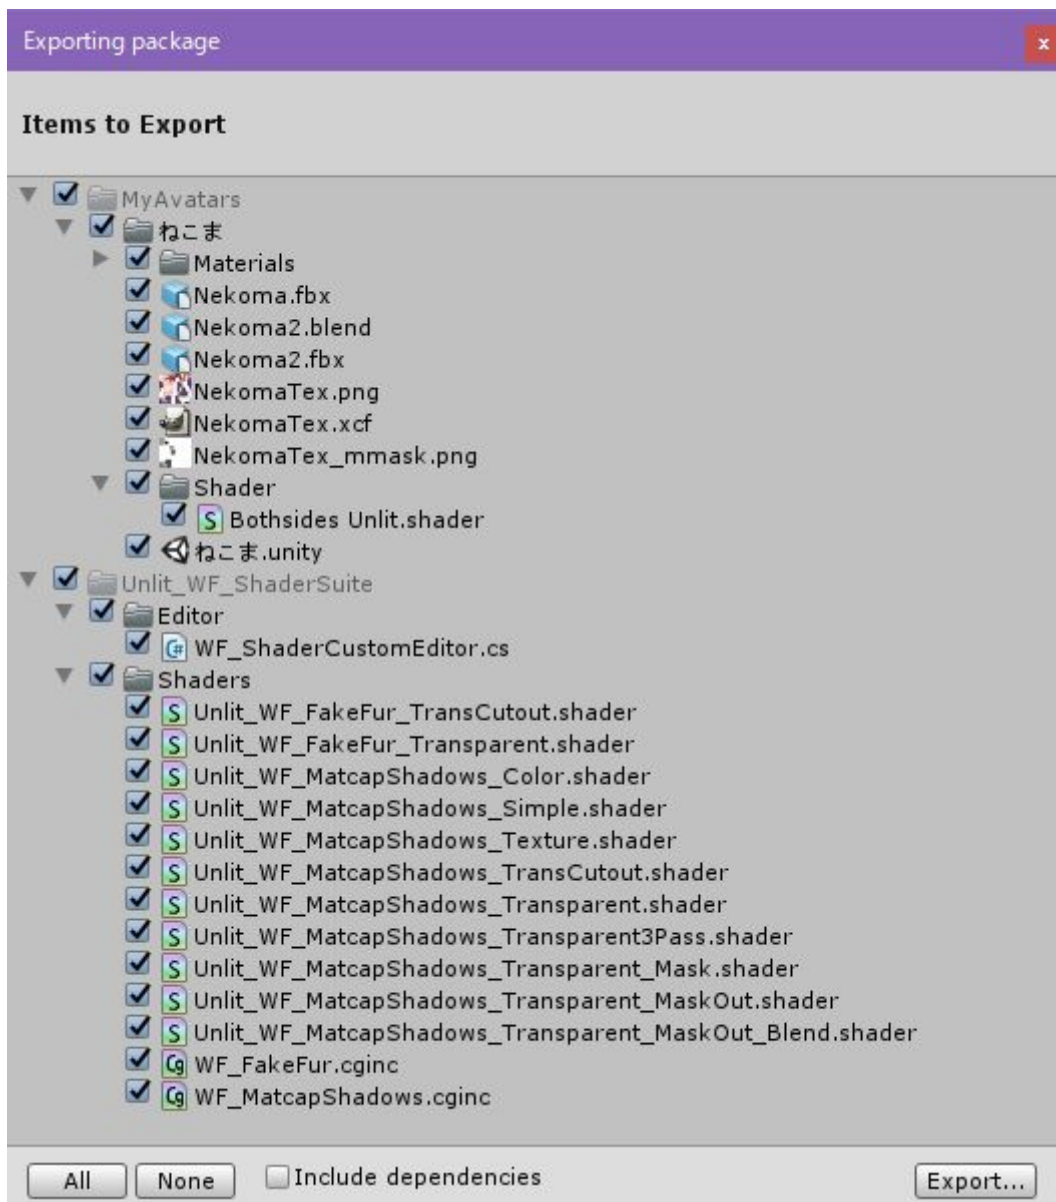 Exporting package
x
Items to Export
MyAvatars
ねこま
Materials
Nekoma.fbx
Nekoma2.blend
Nekoma2.fbx
NekomaTex.png
NekomaTex.xcf
NekomaTex_mmask.png
Shader
Bothsides Unlit.shader
ねこま.unity
Unlit_WF_ShaderSuite
Editor
WF_ShaderCustomEditor.cs
Shaders
Unlit_WF_FakeFur_TransCutout.shader
Unlit_WF_FakeFur_Transparent.shader
Unlit_WF_MatcapShadows_Color.shader
Unlit_WF_MatcapShadows_Simple.shader
Unlit_WF_MatcapShadows_Texture.shader
Unlit_WF_MatcapShadows_TransCutout.shader
Unlit_WF_MatcapShadows_Transparent.shader
Unlit_WF_MatcapShadows_Transparent3Pass.shader
Unlit_WF_MatcapShadows_Transparent_Mask.shader
Unlit_WF_MatcapShadows_Transparent_MaskOut.shader
Unlit_WF_MatcapShadows_Transparent_MaskOut_Blend.shader
WF_FakeFur.cginc
WF_MatcapShadows.cginc
All None Include dependencies Export...